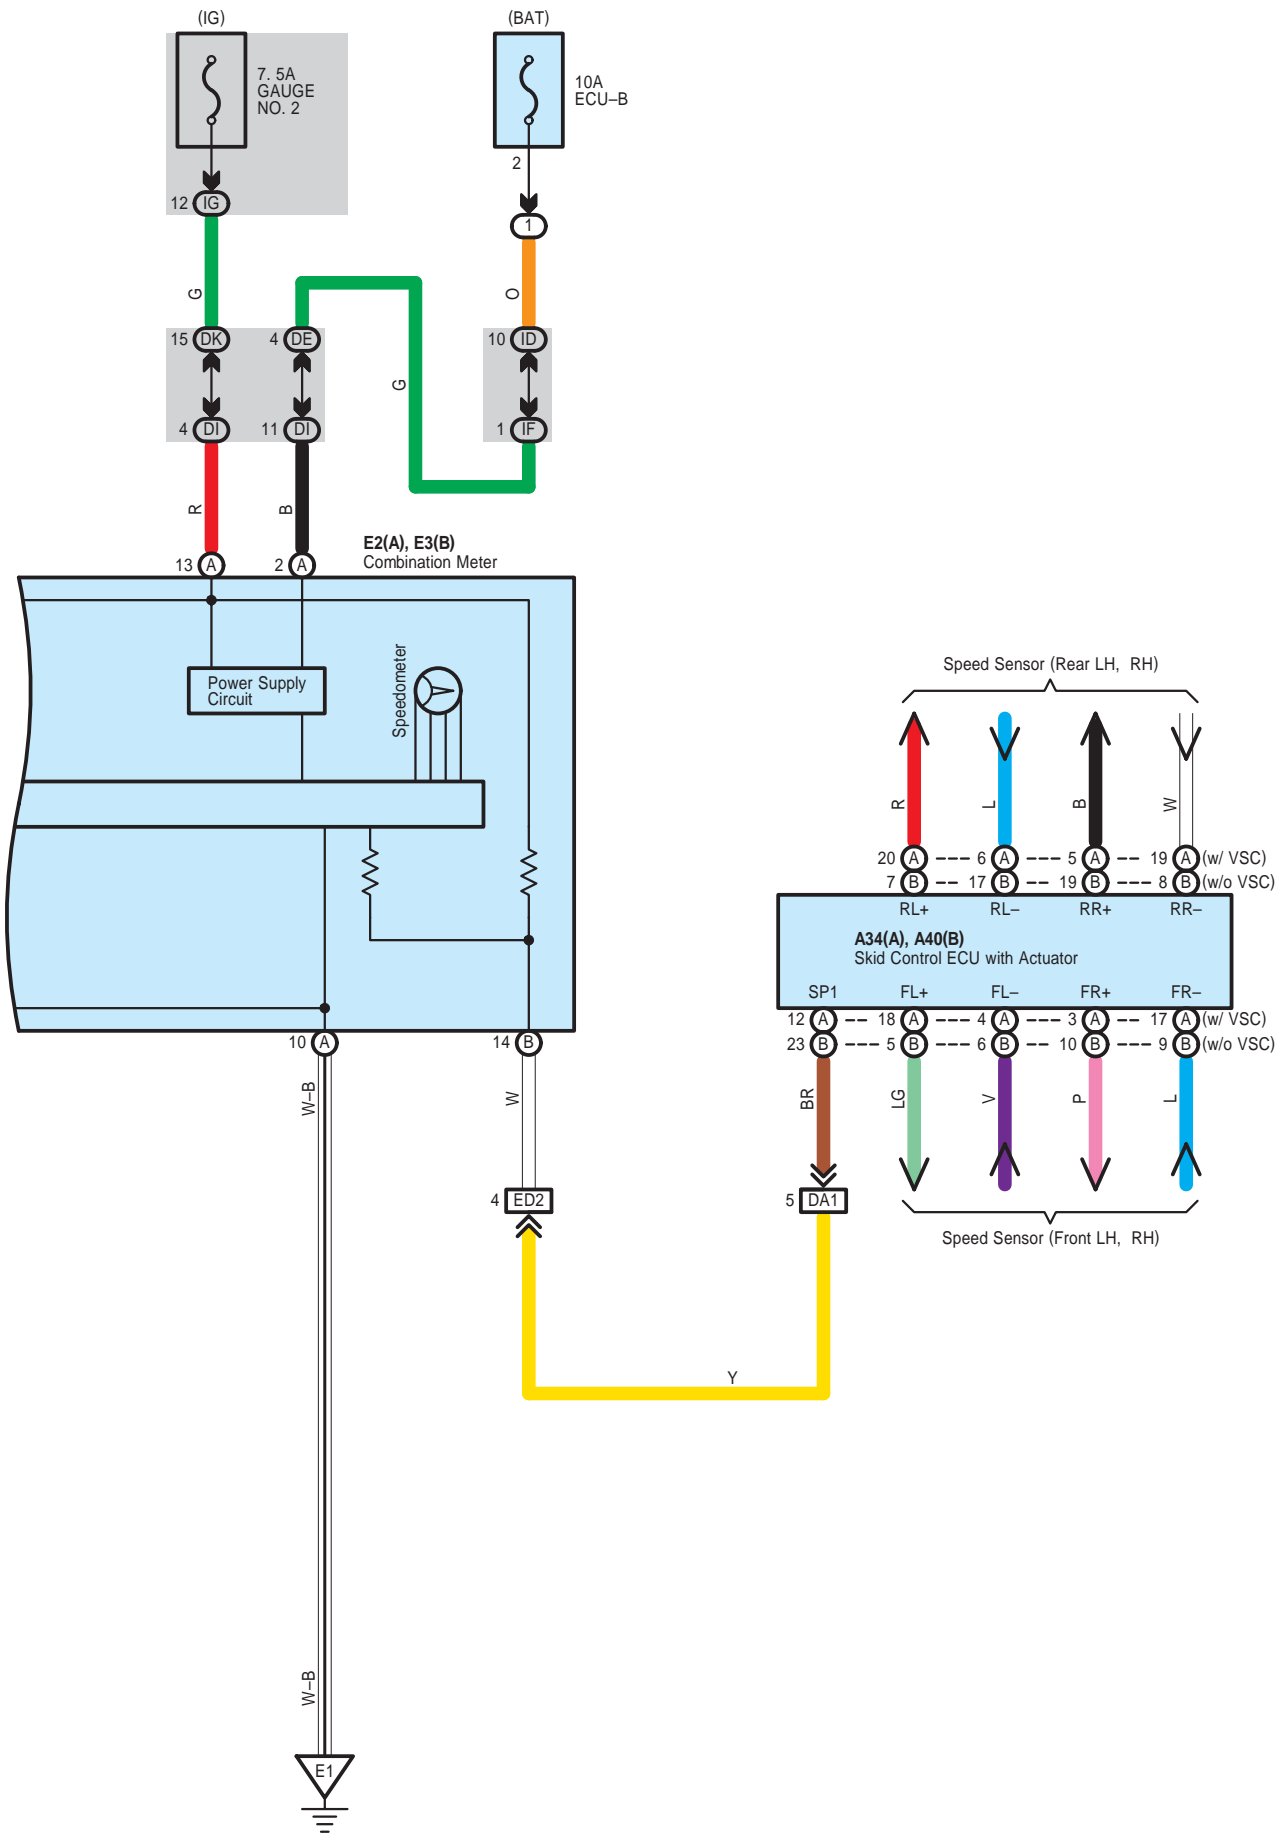 (IG)
(BAT)
7. 5A
GAUGE
NO. 2
10A
ECU–B
2
12 IG
1
G
O
15 DK
4 DE
10 ID
G
4 DI
11 DI
1 IF
R
B
E2(A), E3(B)
Combination Meter
13 A
2 A
Power Supply
Circuit
Speedometer
10 A
14 B
W–B
W
4 ED2
Y
W–B
E1
Speed Sensor (Rear LH, RH)
R
L
B
W
20 A 6 A 5 A 19 A (w/ VSC)
7 B 17 B 19 B 8 B (w/o VSC)
RL+ RL– RR+ RR–
A34(A), A40(B)
Skid Control ECU with Actuator
SP1 FL+ FL– FR+ FR–
12 A 18 A 4 A 3 A 17 A (w/ VSC)
23 B 5 B 6 B 10 B 9 B (w/o VSC)
BR
LG
V
P
L
5 DA1
Speed Sensor (Front LH, RH)